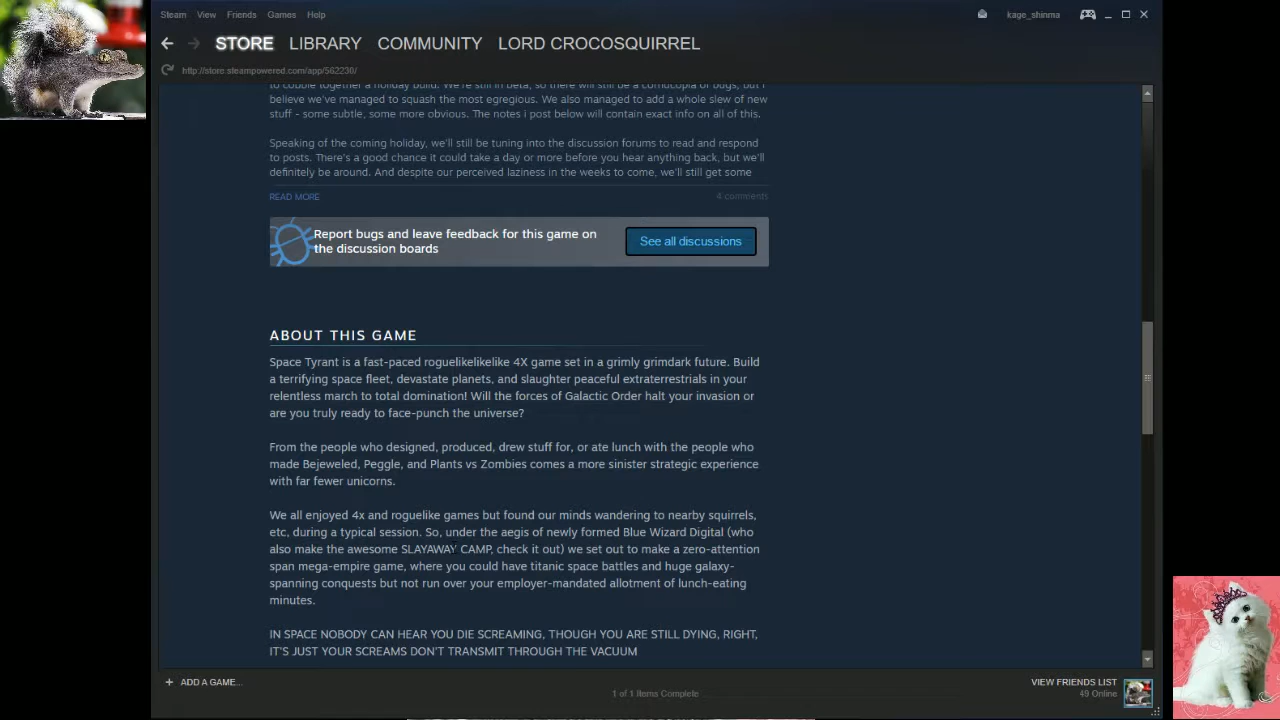 Steam View Friends Games Help
kage_shinma
STORE LIBRARY COMMUNITY LORD CROCOSQUIRREL
http://store.steampowered.com/app/562230/
to cobble together a holiday build. We're still in beta, so there will still be a cornucopia of bugs, but I
believe we've managed to squash the most egregious. We also managed to add a whole slew of new
stuff - some subtle, some more obvious. The notes i post below will contain exact info on all of this.
Speaking of the coming holiday, we'll still be tuning into the discussion forums to read and respond
to posts. There's a good chance it could take a day or more before you hear anything back, but we'll
definitely be around. And despite our perceived laziness in the weeks to come, we'll still get some
READ MORE
4 comments
Report bugs and leave feedback for this game on
the discussion boards
See all discussions
ABOUT THIS GAME
Space Tyrant is a fast-paced roguelikelikelike 4X game set in a grimly grimdark future. Build
a terrifying space fleet, devastate planets, and slaughter peaceful extraterrestrials in your
relentless march to total domination! Will the forces of Galactic Order halt your invasion or
are you truly ready to face-punch the universe?
From the people who designed, produced, drew stuff for, or ate lunch with the people who
made Bejeweled, Peggle, and Plants vs Zombies comes a more sinister strategic experience
with far fewer unicorns.
We all enjoyed 4x and roguelike games but found our minds wandering to nearby squirrels,
etc, during a typical session. So, under the aegis of newly formed Blue Wizard Digital (who
also make the awesome SLAYAWAY CAMP, check it out) we set out to make a zero-attention
span mega-empire game, where you could have titanic space battles and huge galaxy-
spanning conquests but not run over your employer-mandated allotment of lunch-eating
minutes.
IN SPACE NOBODY CAN HEAR YOU DIE SCREAMING, THOUGH YOU ARE STILL DYING, RIGHT,
IT'S JUST YOUR SCREAMS DON'T TRANSMIT THROUGH THE VACUUM
+ ADD A GAME...
1 of 1 Items Complete
VIEW FRIENDS LIST
49 Online